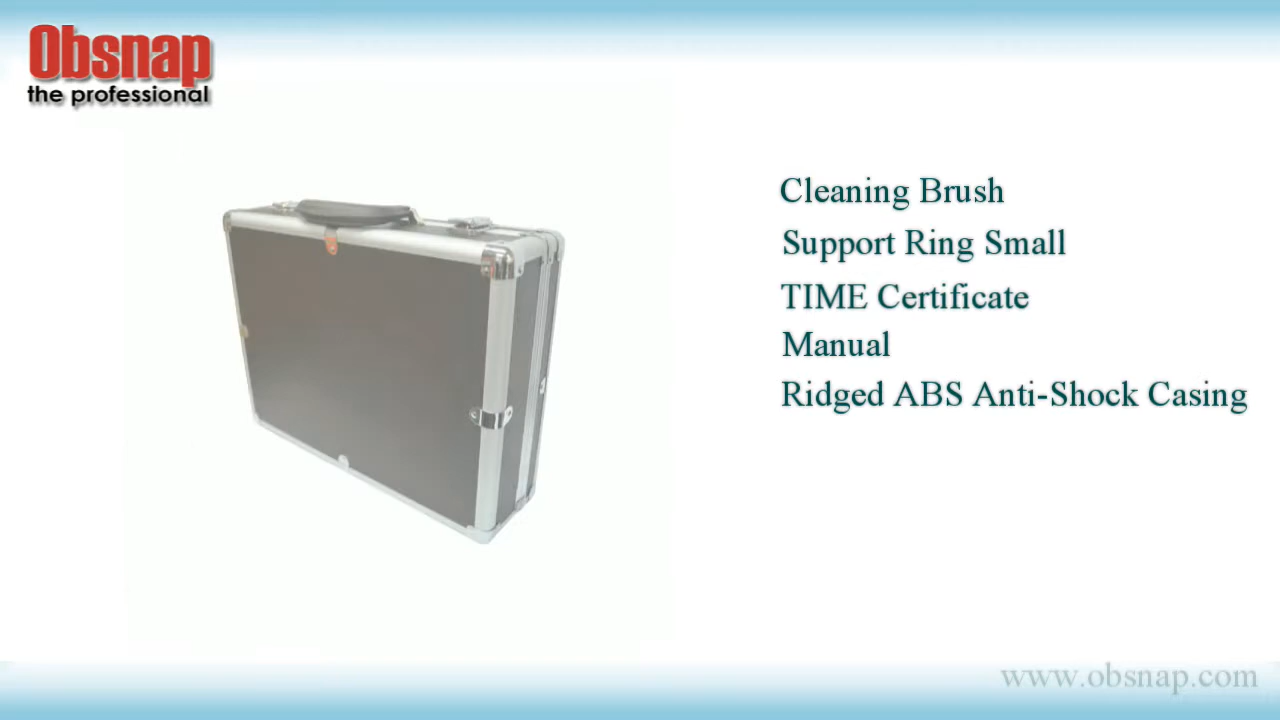 Obsnap
the professional
Cleaning Brush
Support Ring Small
TIME Certificate
Manual
Ridged ABS Anti-Shock Casing
www.obsnap.com